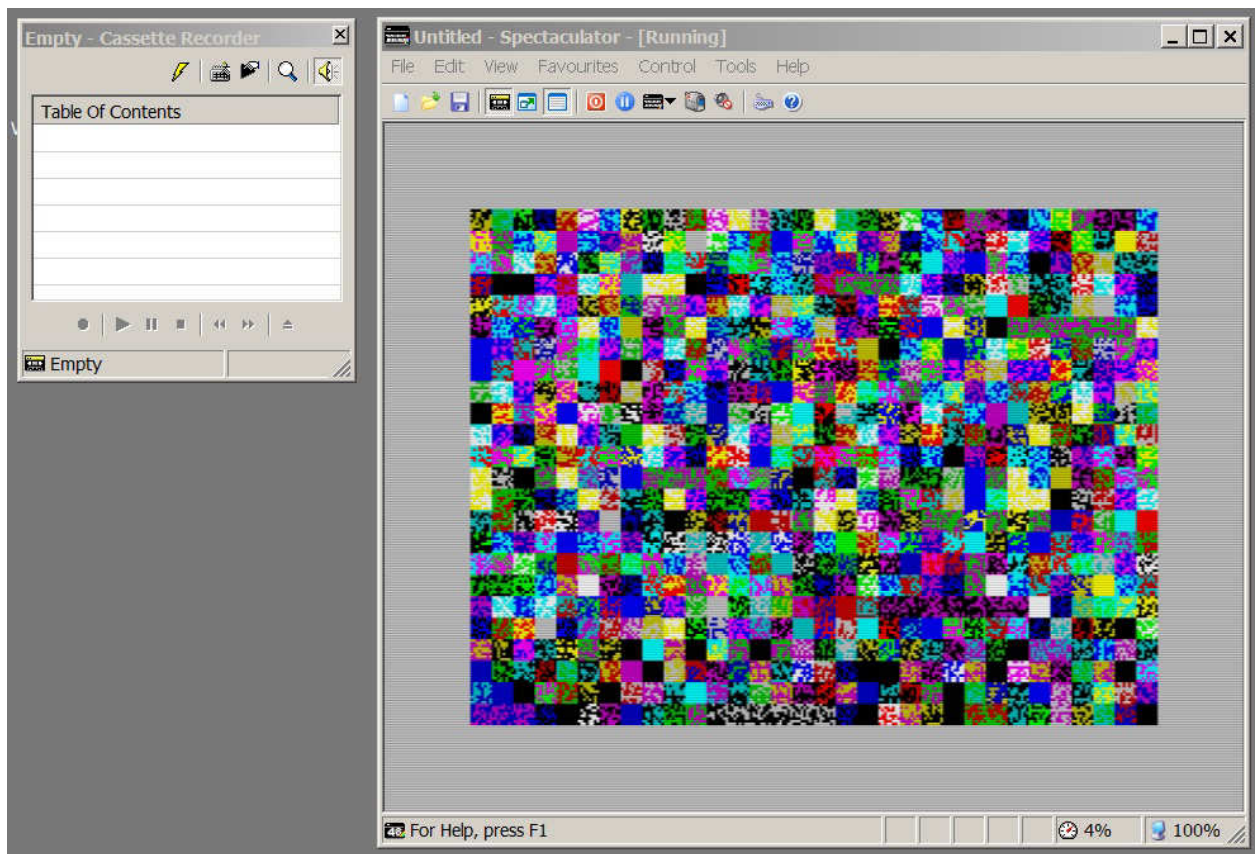 Empty - Cassette Recorder
Table Of Contents
Empty
Untitled - Spectaculator - [Running]
File Edit View Favourites Control Tools Help
48
For Help, press F1
4%
100%